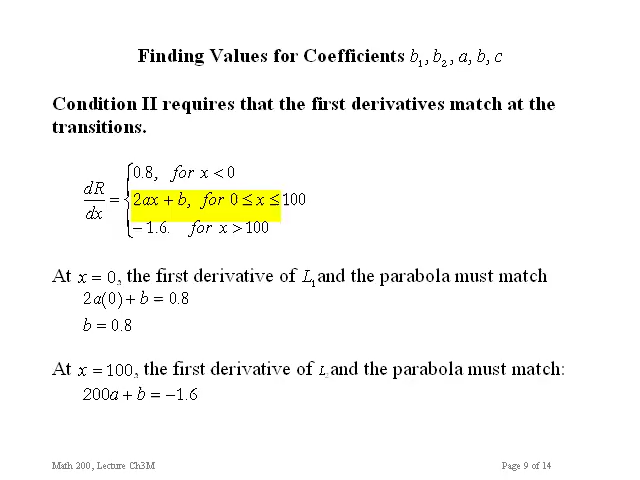 Finding Values for Coefficients b₁, b₂, a, b, c
Condition II requires that the first derivatives match at the
transitions.
dR/dx = { 0.8, for x < 0
2ax + b, for 0 ≤ x ≤ 100
− 1.6. for x > 100
At x = 0, the first derivative of L₁ and the parabola must match
2a(0) + b = 0.8
b = 0.8
At x = 100, the first derivative of L and the parabola must match:
200a + b = −1.6
Math 200, Lecture Ch3M Page 9 of 14